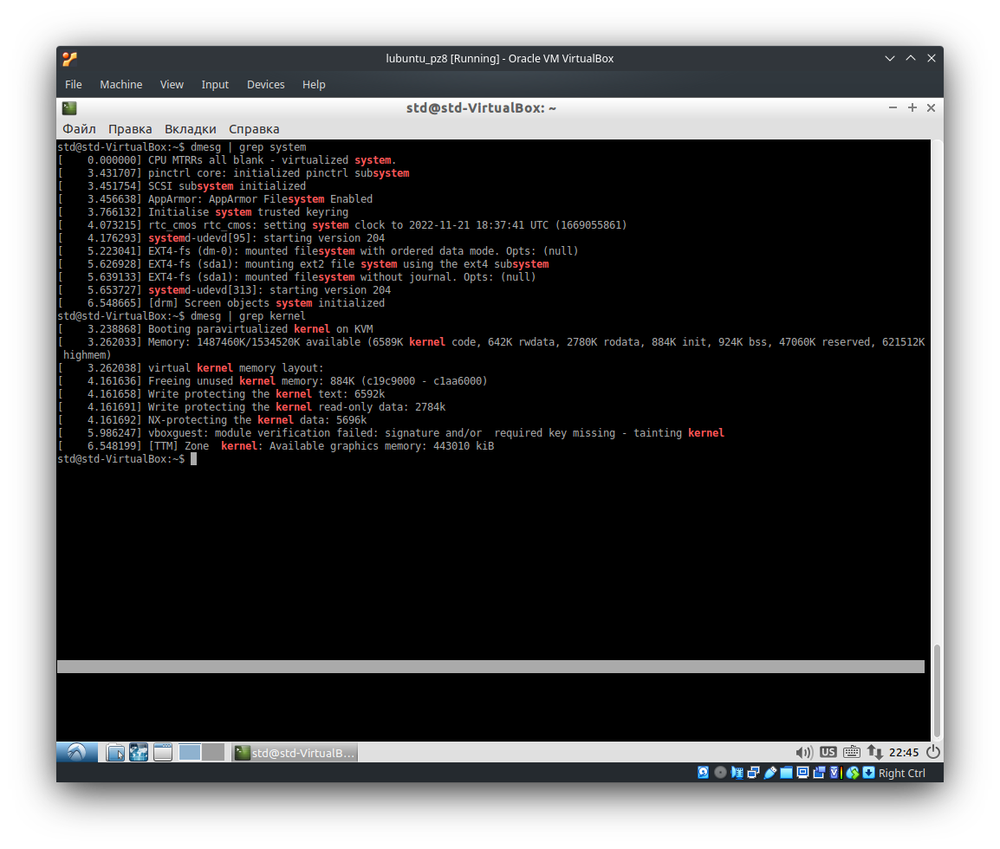 lubuntu_pz8 [Running] - Oracle VM VirtualBox
File Machine View Input Devices Help
std@std-VirtualBox: ~
Файл Правка Вкладки Справка
std@std-VirtualBox:~$ dmesg | grep system
[    0.000000] CPU MTRRs all blank - virtualized system.
[    3.431707] pinctrl core: initialized pinctrl subsystem
[    3.451754] SCSI subsystem initialized
[    3.456638] AppArmor: AppArmor Filesystem Enabled
[    3.766132] Initialise system trusted keyring
[    4.073215] rtc_cmos rtc_cmos: setting system clock to 2022-11-21 18:37:41 UTC (1669055861)
[    4.176293] systemd-udevd[95]: starting version 204
[    5.223041] EXT4-fs (dm-0): mounted filesystem with ordered data mode. Opts: (null)
[    5.626928] EXT4-fs (sda1): mounting ext2 file system using the ext4 subsystem
[    5.639133] EXT4-fs (sda1): mounted filesystem without journal. Opts: (null)
[    5.653727] systemd-udevd[313]: starting version 204
[    6.548665] [drm] Screen objects system initialized
std@std-VirtualBox:~$ dmesg | grep kernel
[    3.238868] Booting paravirtualized kernel on KVM
[    3.262033] Memory: 1487460K/1534520K available (6589K kernel code, 642K rwdata, 2780K rodata, 884K init, 924K bss, 47060K reserved, 621512K
 highmem)
[    3.262038] virtual kernel memory layout:
[    4.161636] Freeing unused kernel memory: 884K (c19c9000 - c1aa6000)
[    4.161658] Write protecting the kernel text: 6592k
[    4.161691] Write protecting the kernel read-only data: 2784k
[    4.161692] NX-protecting the kernel data: 5696k
[    5.986247] vboxguest: module verification failed: signature and/or  required key missing - tainting kernel
[    6.548199] [TTM] Zone  kernel: Available graphics memory: 443010 kiB
std@std-VirtualBox:~$
std@std-VirtualB... US 22:45
Right Ctrl